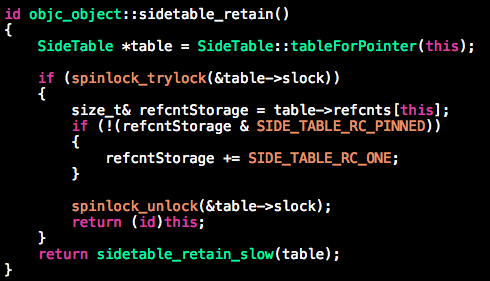 id objc_object::sidetable_retain()
{
    SideTable *table = SideTable::tableForPointer(this);

    if (spinlock_trylock(&table->slock))
    {
        size_t& refcntStorage = table->refcnts[this];
        if (!(refcntStorage & SIDE_TABLE_RC_PINNED))
        {
            refcntStorage += SIDE_TABLE_RC_ONE;
        }

        spinlock_unlock(&table->slock);
        return (id)this;
    }
    return sidetable_retain_slow(table);
}